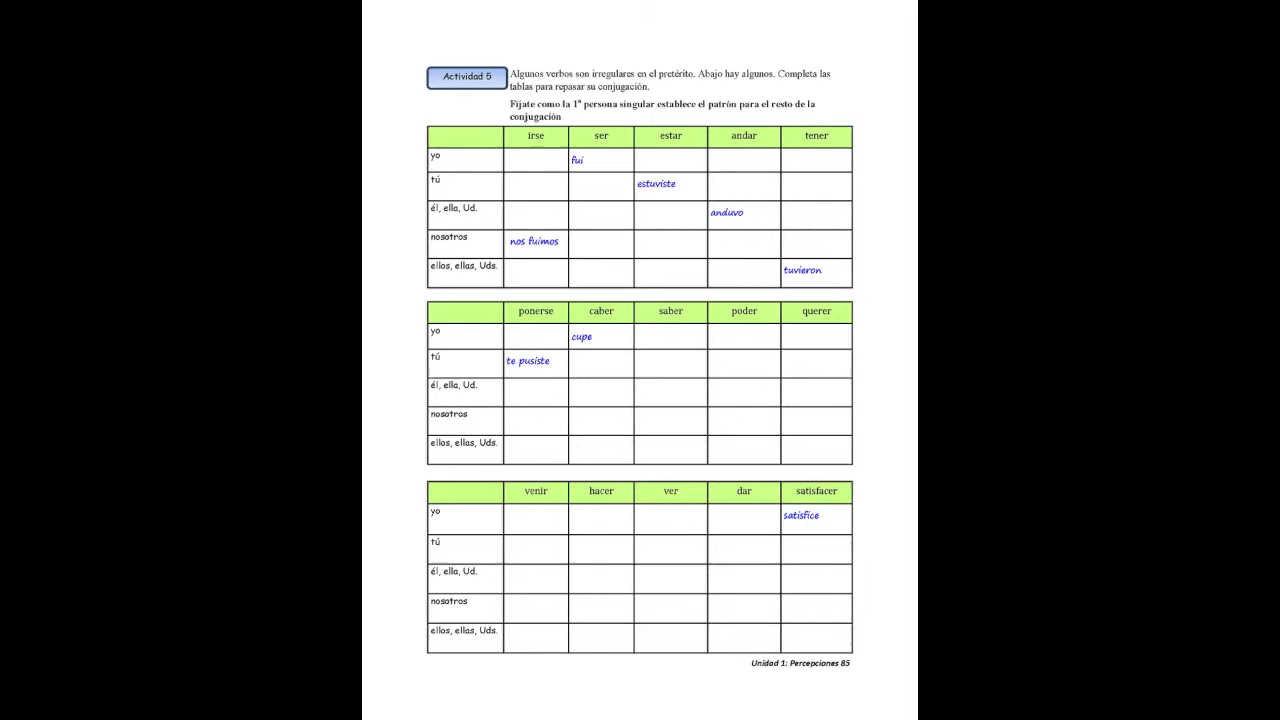 Actividad 5
Algunos verbos son irregulares en el pretérito. Abajo hay algunos. Completa las
tablas para repasar su conjugación.
Fíjate como la 1ª persona singular establece el patrón para el resto de la
conjugación
irse ser estar andar tener
yo fui
tú estuviste
él, ella, Ud. anduvo
nosotros nos fuimos
ellos, ellas, Uds. tuvieron
ponerse caber saber poder querer
yo cupe
tú te pusiste
él, ella, Ud.
nosotros
ellos, ellas, Uds.
venir hacer ver dar satisfacer
yo satisfice
tú
él, ella, Ud.
nosotros
ellos, ellas, Uds.
Unidad 1: Percepciones 85